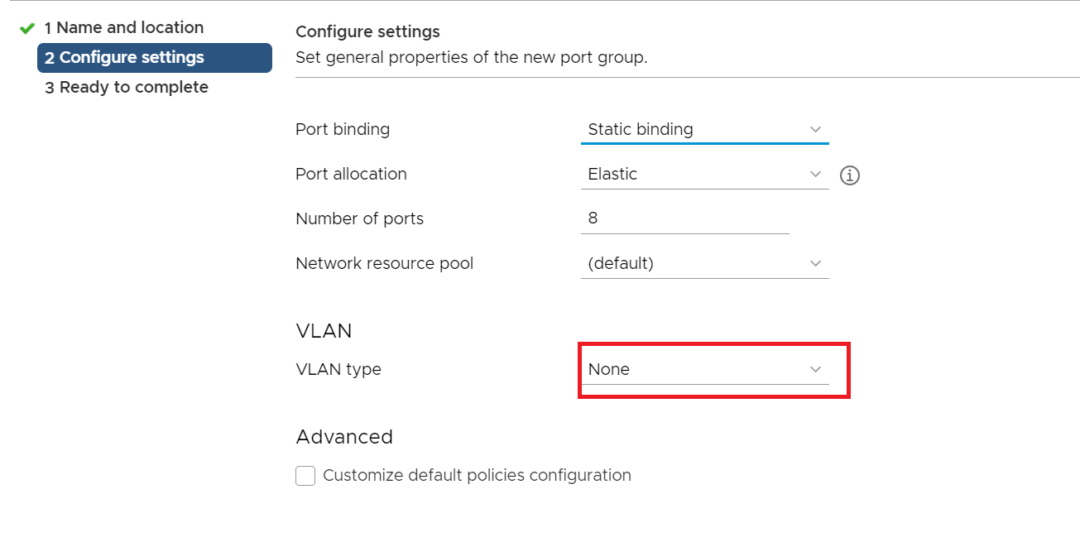 1 Name and location
2 Configure settings
3 Ready to complete
Configure settings
Set general properties of the new port group.
Port binding Static binding
Port allocation Elastic
Number of ports 8
Network resource pool (default)
VLAN
VLAN type None
Advanced
Customize default policies configuration